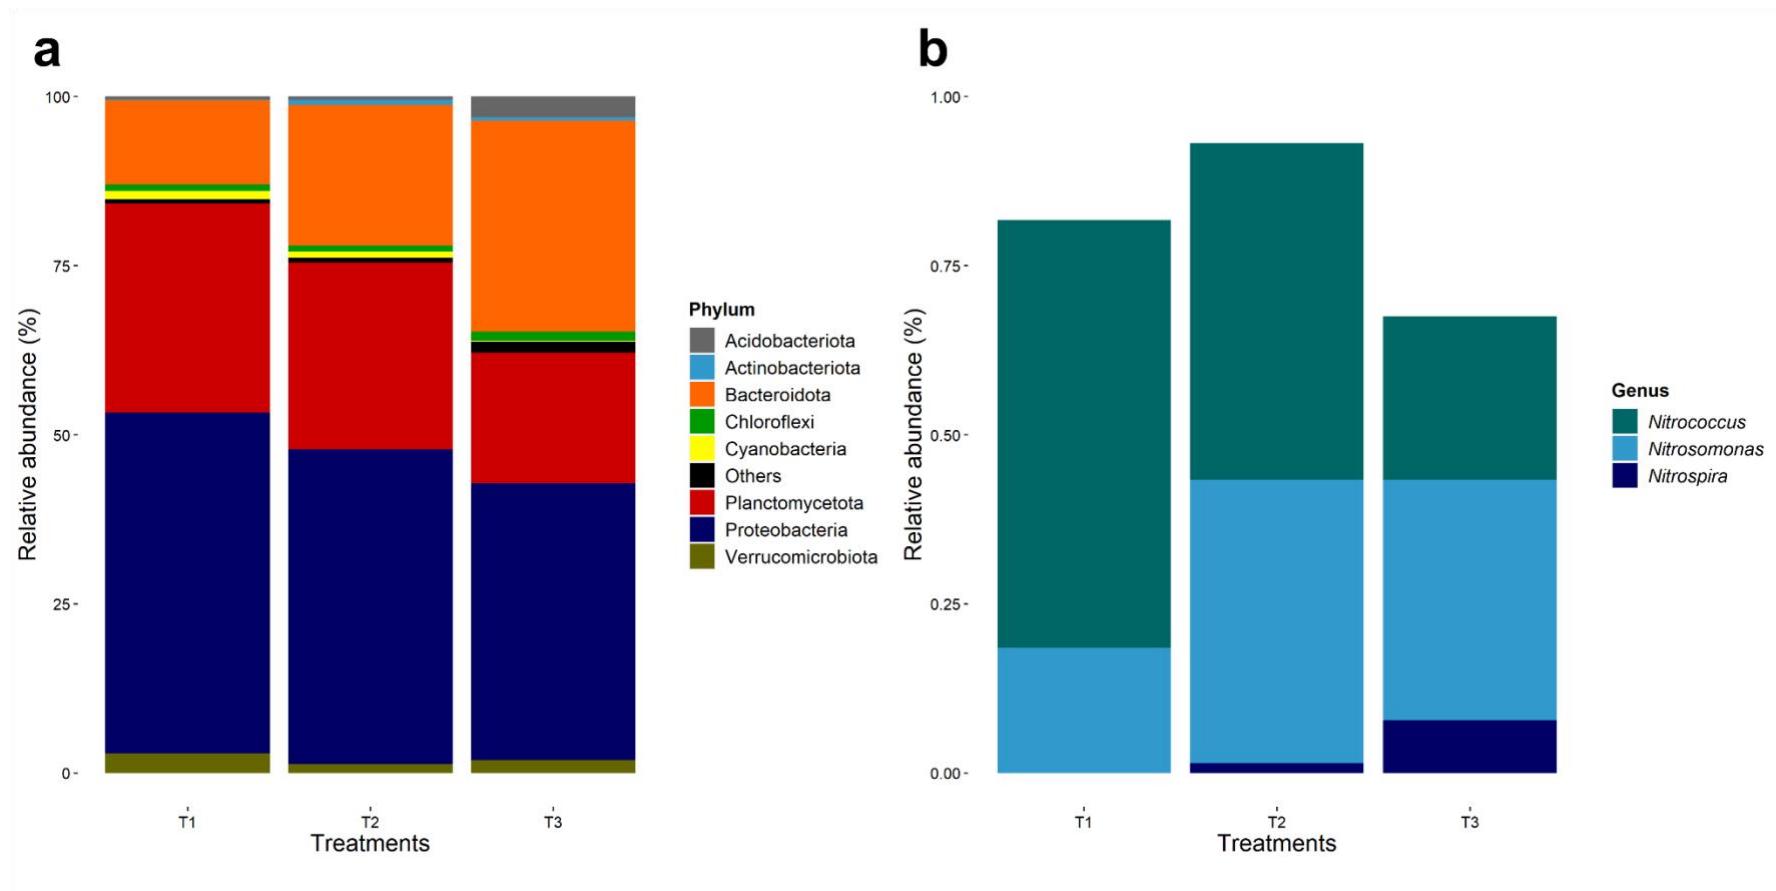 a
Relative abundance (%)
100
75
50
25
0
T1
T2
T3
Treatments
Phylum
Acidobacteriota
Actinobacteriota
Bacteroidota
Chloroflexi
Cyanobacteria
Others
Planctomycetota
Proteobacteria
Verrucomicrobiota
b
Relative abundance (%)
1.00
0.75
0.50
0.25
0.00
T1
T2
T3
Treatments
Genus
Nitrococcus
Nitrosomonas
Nitrospira